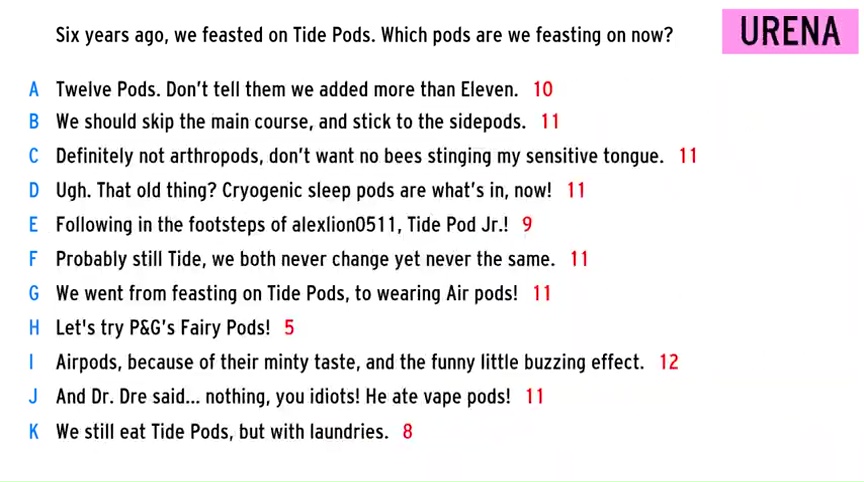 Six years ago, we feasted on Tide Pods. Which pods are we feasting on now?
URENA
A Twelve Pods. Don't tell them we added more than Eleven. 10
B We should skip the main course, and stick to the sidepods. 11
C Definitely not arthropods, don't want no bees stinging my sensitive tongue. 11
D Ugh. That old thing? Cryogenic sleep pods are what's in, now! 11
E Following in the footsteps of alexlion0511, Tide Pod Jr.! 9
F Probably still Tide, we both never change yet never the same. 11
G We went from feasting on Tide Pods, to wearing Air pods! 11
H Let's try P&G's Fairy Pods! 5
I Airpods, because of their minty taste, and the funny little buzzing effect. 12
J And Dr. Dre said... nothing, you idiots! He ate vape pods! 11
K We still eat Tide Pods, but with laundries. 8